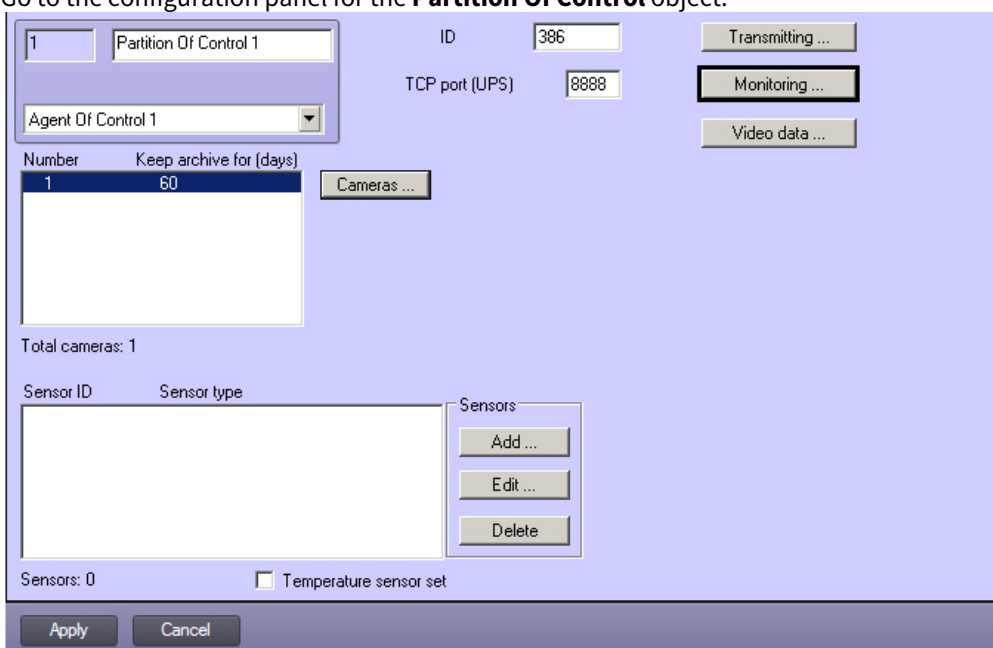 Go to the configuration panel for the Partition Of Control object.
1 Partition Of Control 1 ID 386 Transmitting ...
TCP port (UPS) 8888 Monitoring ...
Agent Of Control 1 Video data ...
Number Keep archive for (days)
1 60 Cameras ...
Total cameras: 1
Sensor ID Sensor type
Sensors
Add ...
Edit ...
Delete
Sensors: 0 Temperature sensor set
Apply Cancel